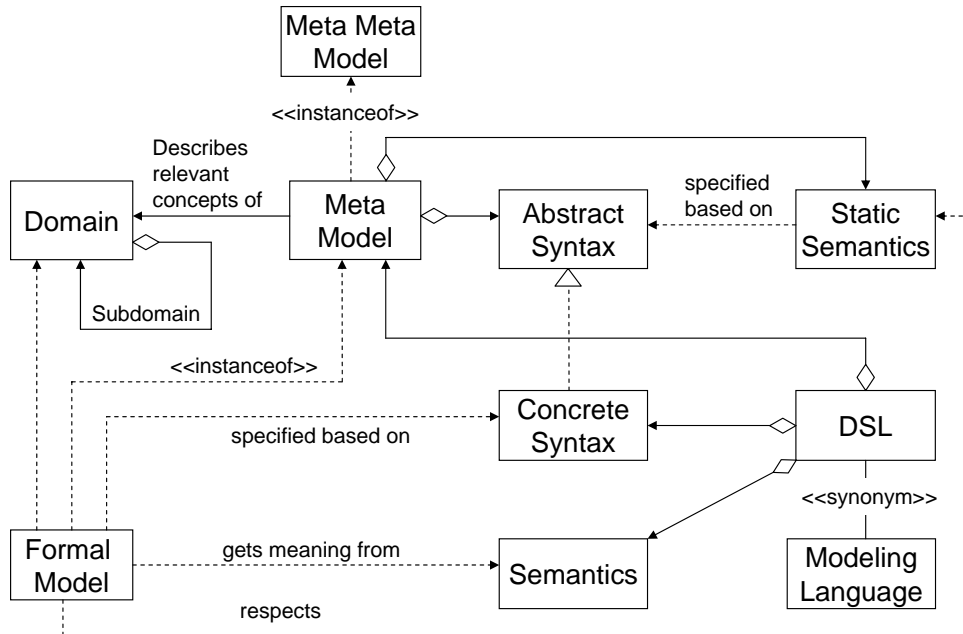 Meta Meta
Model
<<instanceof>>
Describes
relevant
concepts of
Domain
Meta
Model
Abstract
Syntax
specified
based on
Static
Semantics
Subdomain
<<instanceof>>
specified based on
Concrete
Syntax
DSL
<<synonym>>
Formal
Model
gets meaning from
Semantics
Modeling
Language
respects